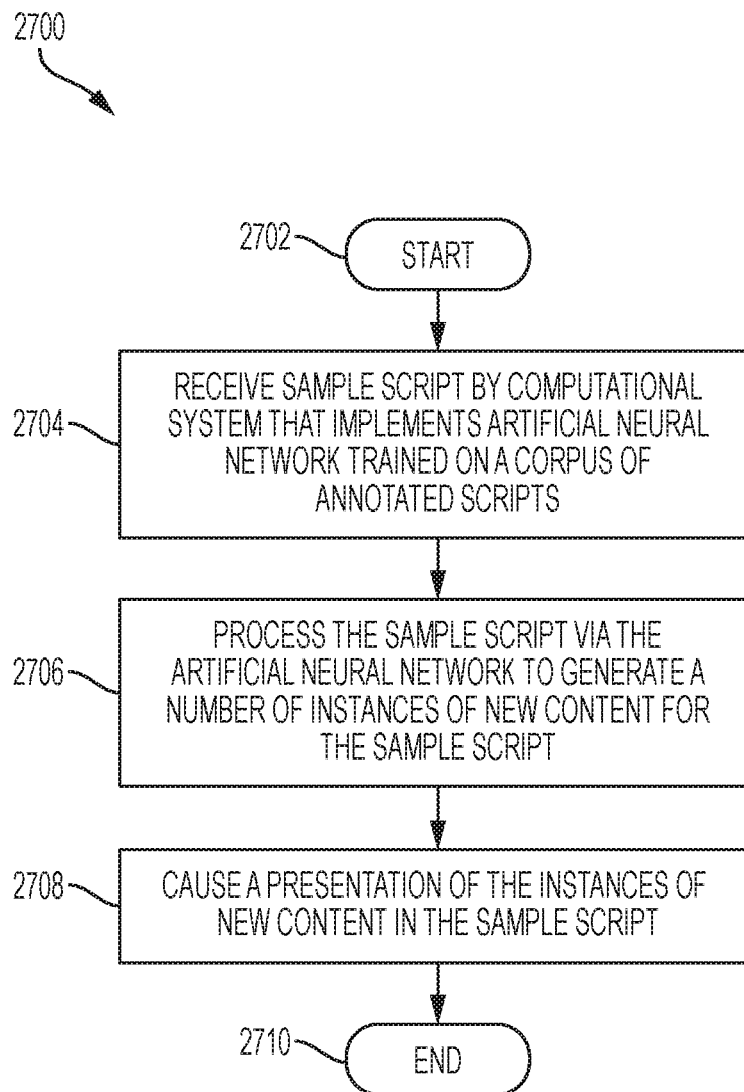 2700
2702
START
2704
RECEIVE SAMPLE SCRIPT BY COMPUTATIONAL
SYSTEM THAT IMPLEMENTS ARTIFICIAL NEURAL
NETWORK TRAINED ON A CORPUS OF
ANNOTATED SCRIPTS
2706
PROCESS THE SAMPLE SCRIPT VIA THE
ARTIFICIAL NEURAL NETWORK TO GENERATE A
NUMBER OF INSTANCES OF NEW CONTENT FOR
THE SAMPLE SCRIPT
2708
CAUSE A PRESENTATION OF THE INSTANCES OF
NEW CONTENT IN THE SAMPLE SCRIPT
2710
END